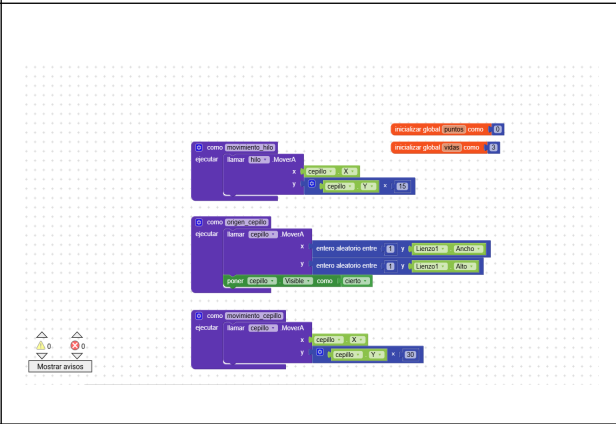 inicializar global puntos como 0
inicializar global vidas como 3
como movimiento_hilo
ejecutar llamar hilo .MoverA
x cepillo . X
y cepillo . Y × 15
como origen_cepillo
ejecutar llamar cepillo .MoverA
x entero aleatorio entre 1 y Lienzo1 . Ancho
y entero aleatorio entre 1 y Lienzo1 . Alto
poner cepillo . Visible como cierto
como movimiento_cepillo
ejecutar llamar cepillo .MoverA
x cepillo . X
y cepillo . Y × 30
0 0
Mostrar avisos